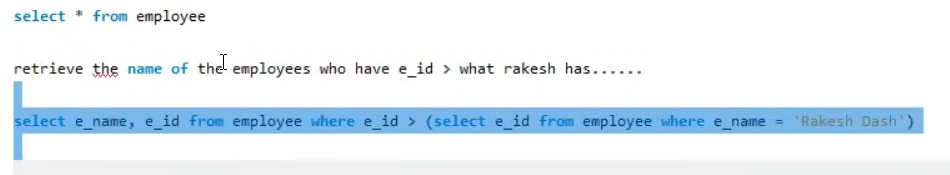 select * from employee
retrieve the name of the employees who have e_id > what rakesh has......
select e_name, e_id from employee where e_id > (select e_id from employee where e_name = 'Rakesh Dash')